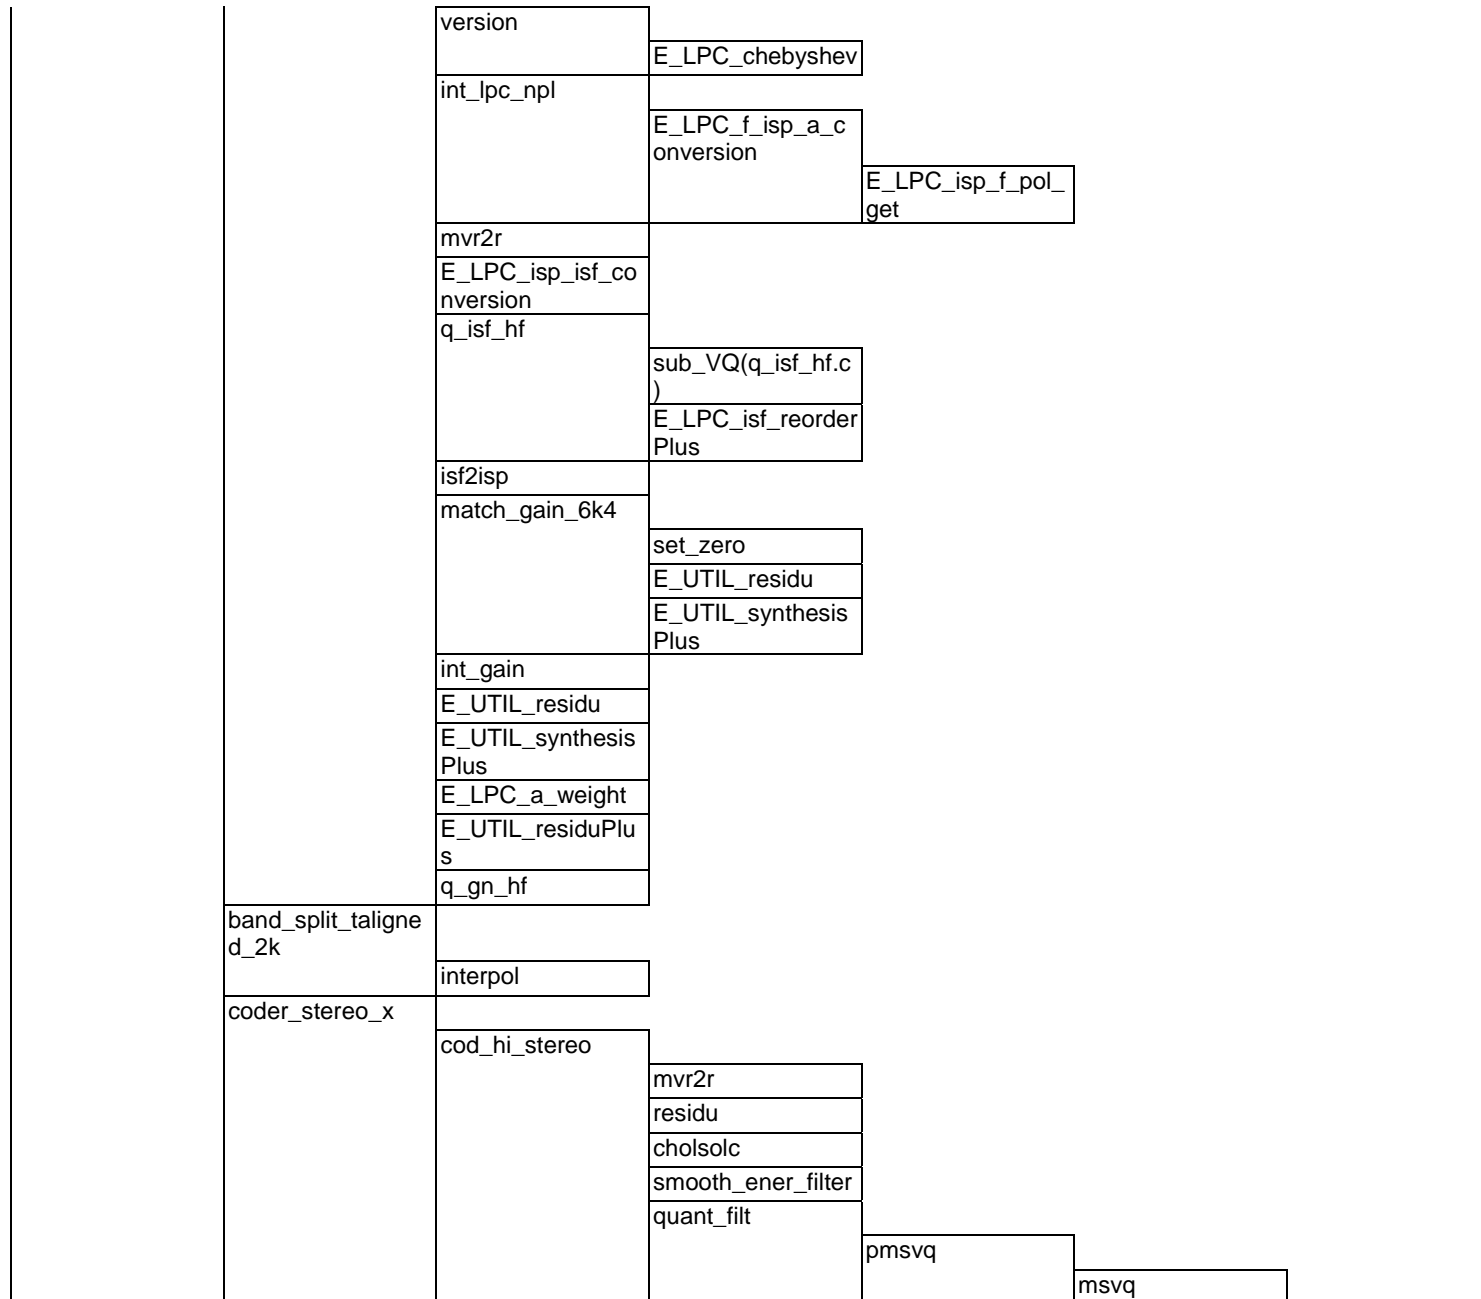 version
E_LPC_chebyshev
int_lpc_npl
E_LPC_f_isp_a_c
onversion
E_LPC_isp_f_pol_
get
mvr2r
E_LPC_isp_isf_co
nversion
q_isf_hf
sub_VQ(q_isf_hf.c
)
E_LPC_isf_reorder
Plus
isf2isp
match_gain_6k4
set_zero
E_UTIL_residu
E_UTIL_synthesis
Plus
int_gain
E_UTIL_residu
E_UTIL_synthesis
Plus
E_LPC_a_weight
E_UTIL_residuPlu
s
q_gn_hf
band_split_taligne
d_2k
interpol
coder_stereo_x
cod_hi_stereo
mvr2r
residu
cholsolc
smooth_ener_filter
quant_filt
pmsvq
msvq